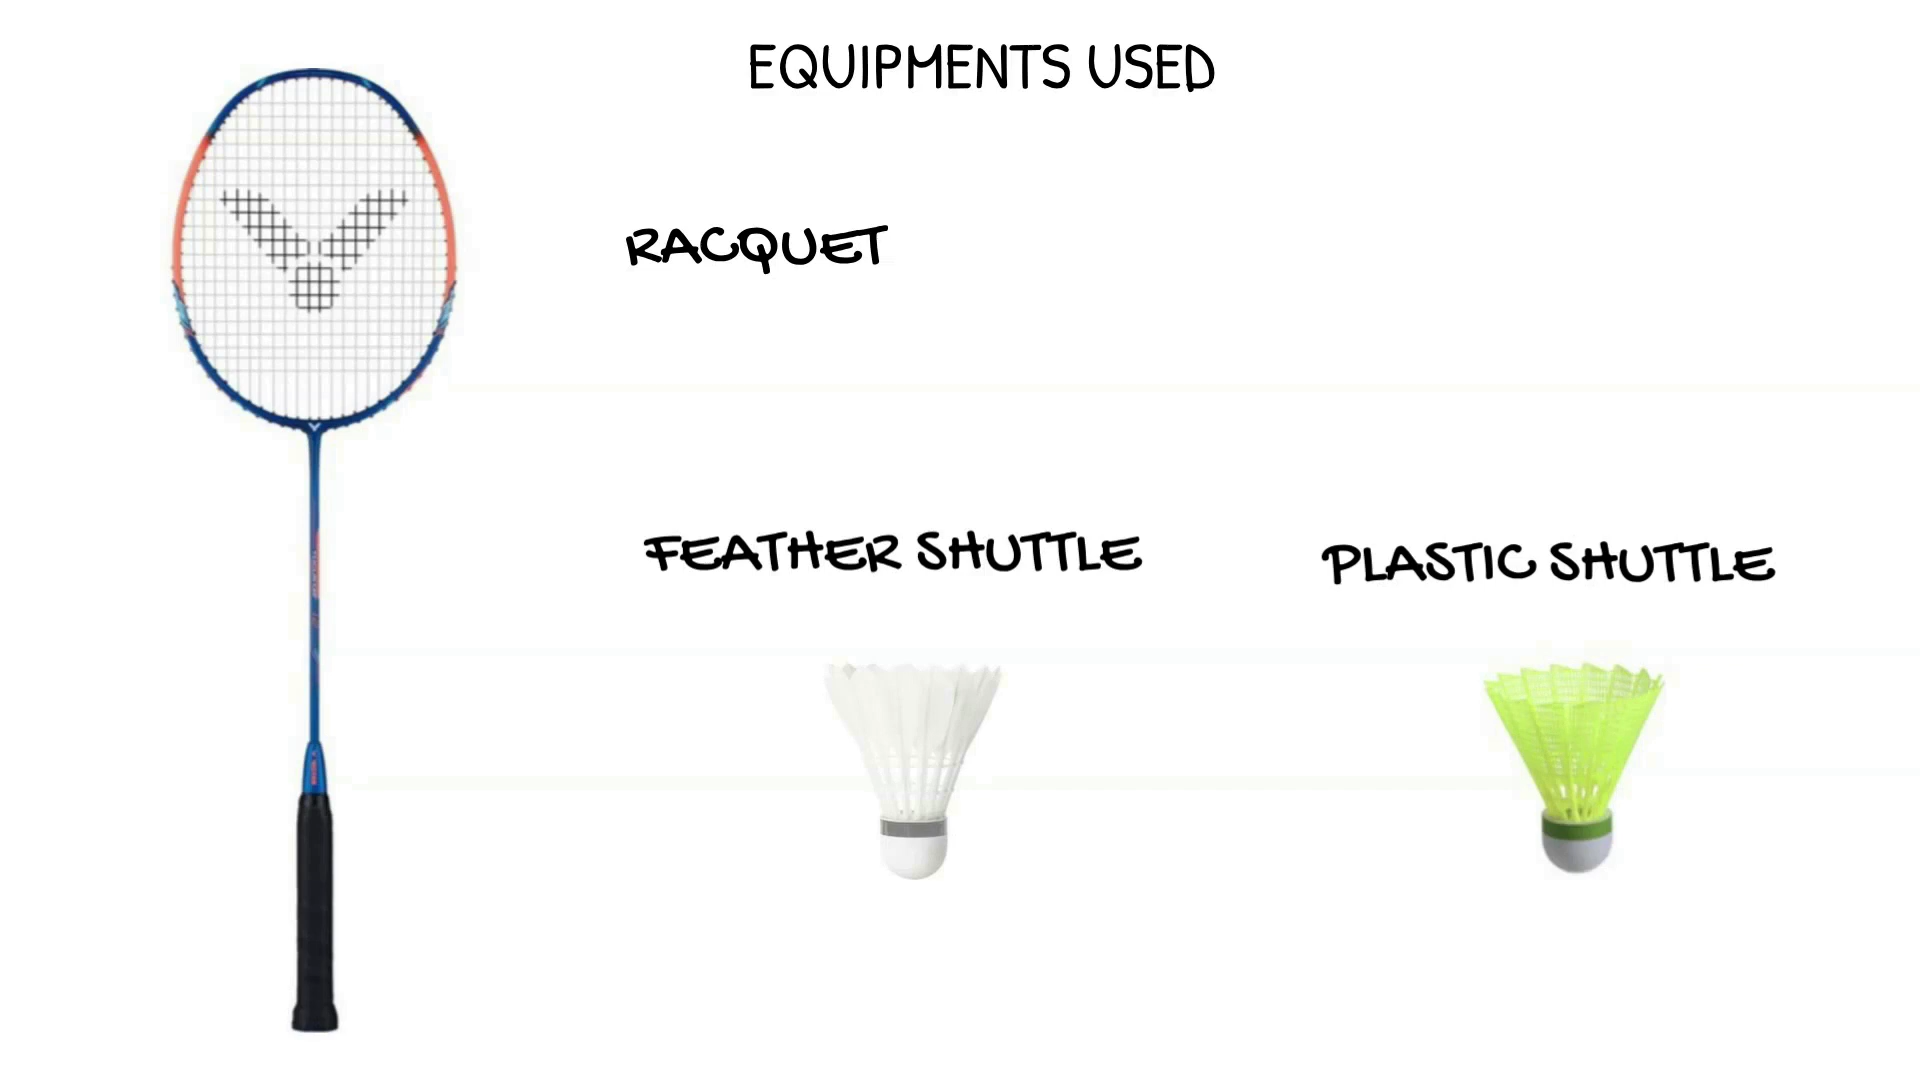 EQUIPMENTS USED
RACQUET
FEATHER SHUTTLE
PLASTIC SHUTTLE